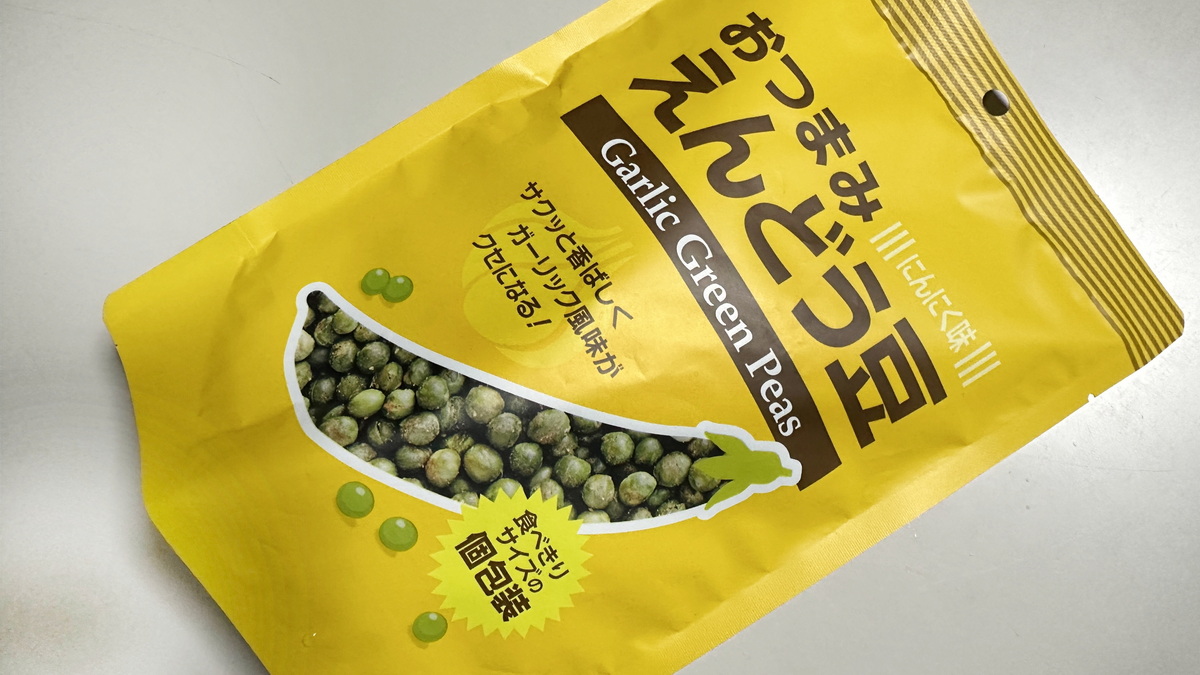 にんにく味
おつまみ
えんどう豆
Garlic Green Peas
サクッと香ばしく
ガーリック風味が
クセになる!
食べきり
サイズの
個包装